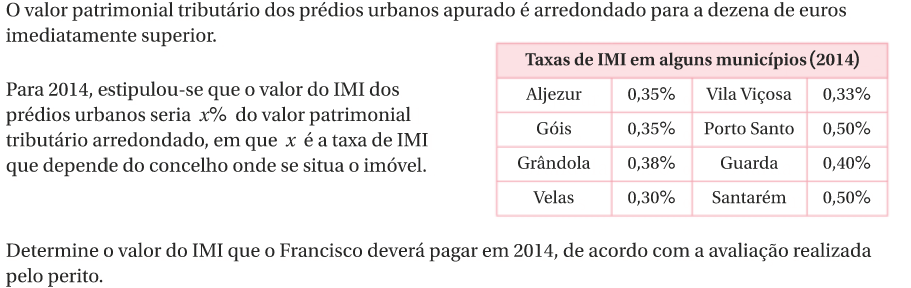 O valor patrimonial tributário dos prédios urbanos apurado é arredondado para a dezena de euros
imediatamente superior.
Para 2014, estipulou-se que o valor do IMI dos
prédios urbanos seria x% do valor patrimonial
tributário arredondado, em que x é a taxa de IMI
que depende do concelho onde se situa o imóvel.
Taxas de IMI em alguns municípios (2014)
Aljezur 0,35% Vila Viçosa 0,33%
Góis 0,35% Porto Santo 0,50%
Grândola 0,38% Guarda 0,40%
Velas 0,30% Santarém 0,50%
Determine o valor do IMI que o Francisco deverá pagar em 2014, de acordo com a avaliação realizada
pelo perito.